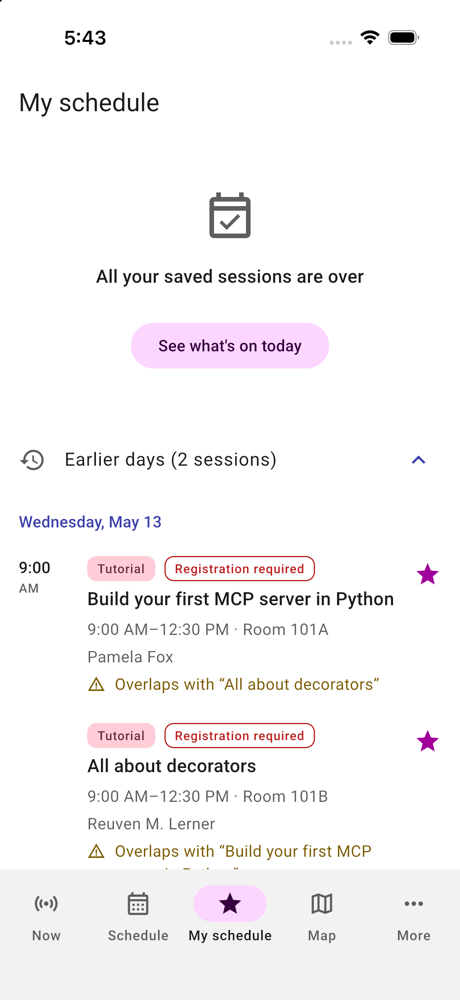 5:43
My schedule
All your saved sessions are over
See what's on today
Earlier days (2 sessions)
Wednesday, May 13
9:00
AM
Tutorial
Registration required
Build your first MCP server in Python
9:00 AM–12:30 PM · Room 101A
Pamela Fox
Overlaps with “All about decorators”
Tutorial
Registration required
All about decorators
9:00 AM–12:30 PM · Room 101B
Reuven M. Lerner
Overlaps with “Build your first MCP
Now
Schedule
My schedule
Map
More